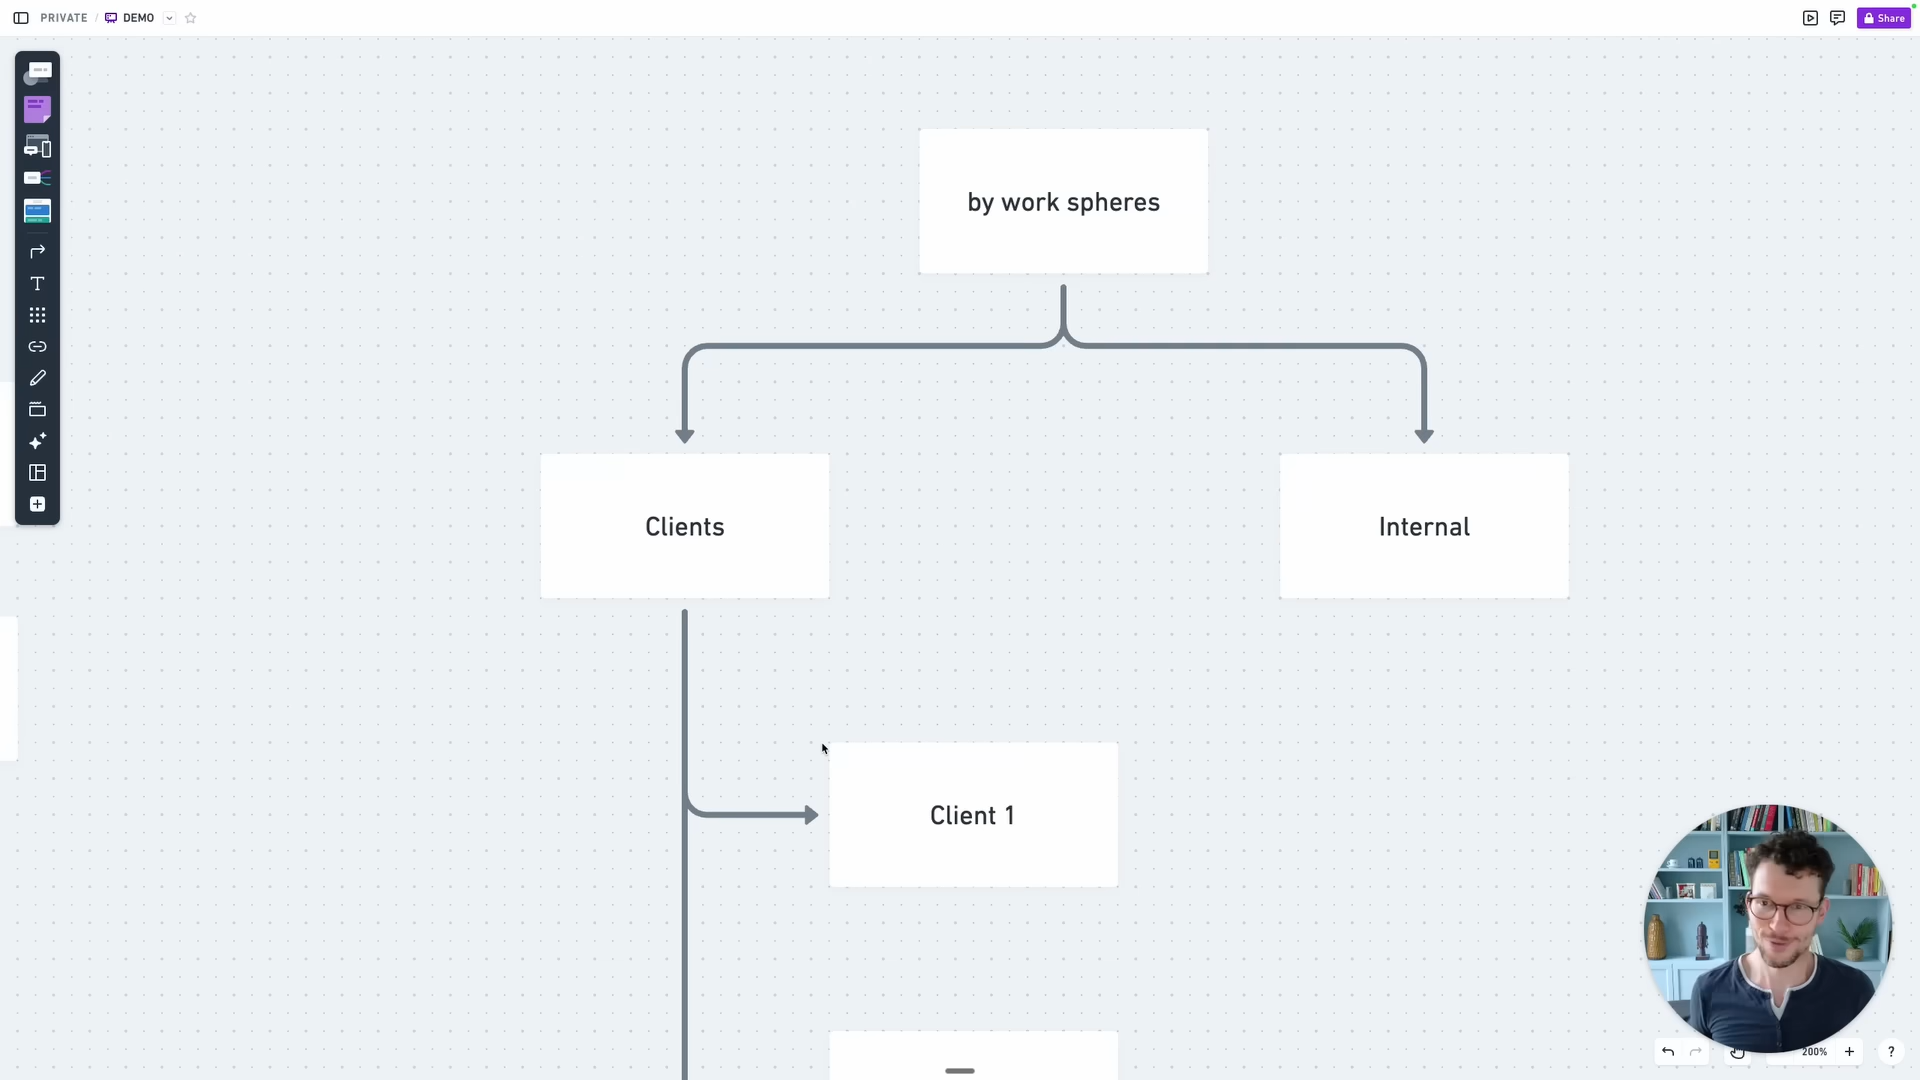 PRIVATE / DEMO
Share
by work spheres
Clients
Internal
Client 1
200%
?